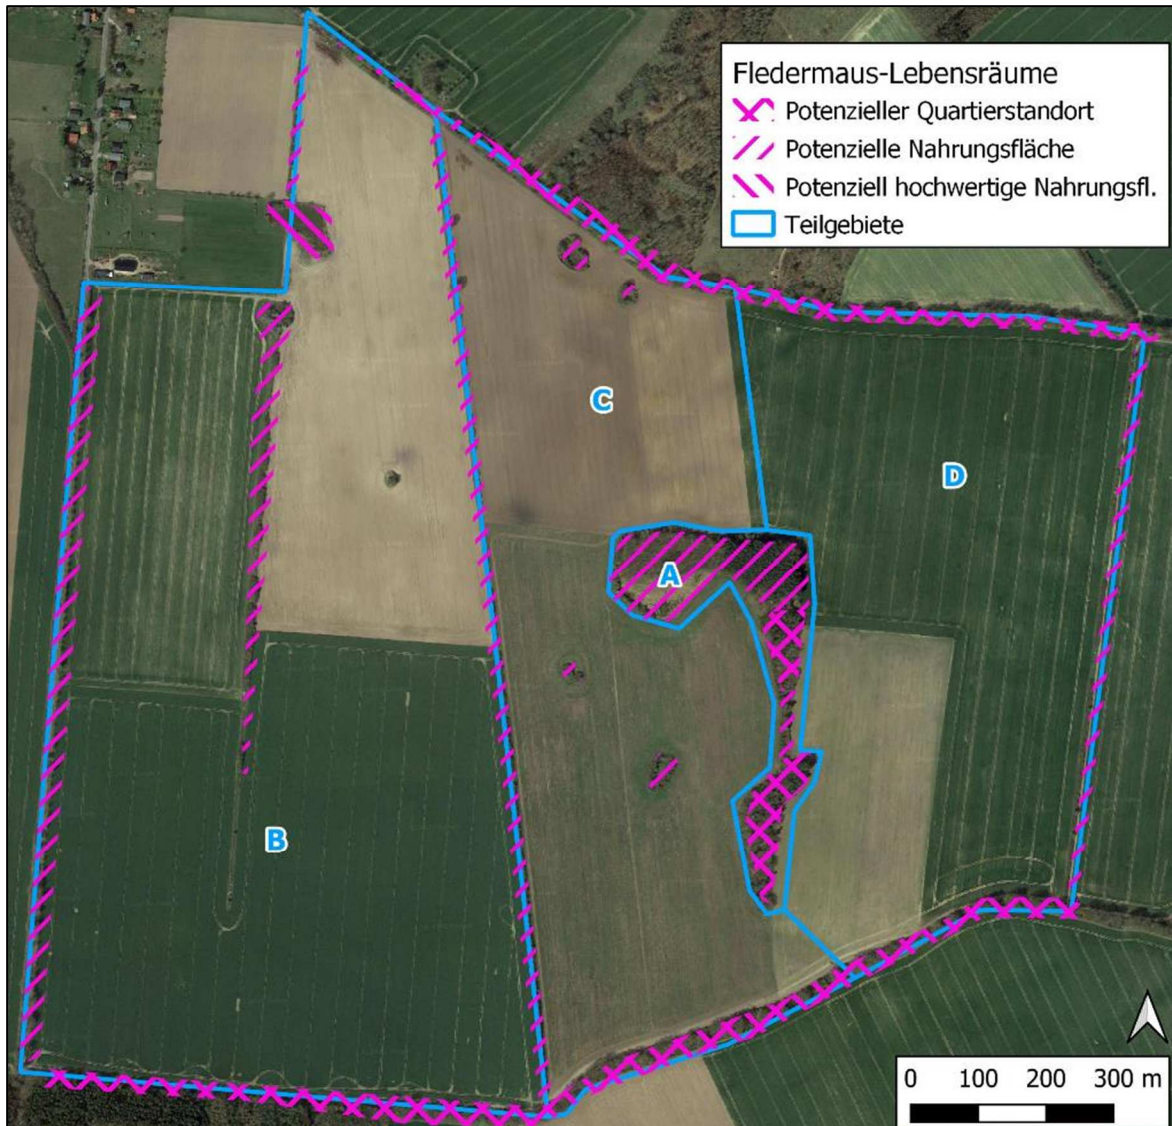 Fledermaus-Lebensräume
Potenzieller Quartierstandort
Potenzielle Nahrungsfläche
Potenziell hochwertige Nahrungsfl.
Teilgebiete
C
D
A
B
0 100 200 300 m